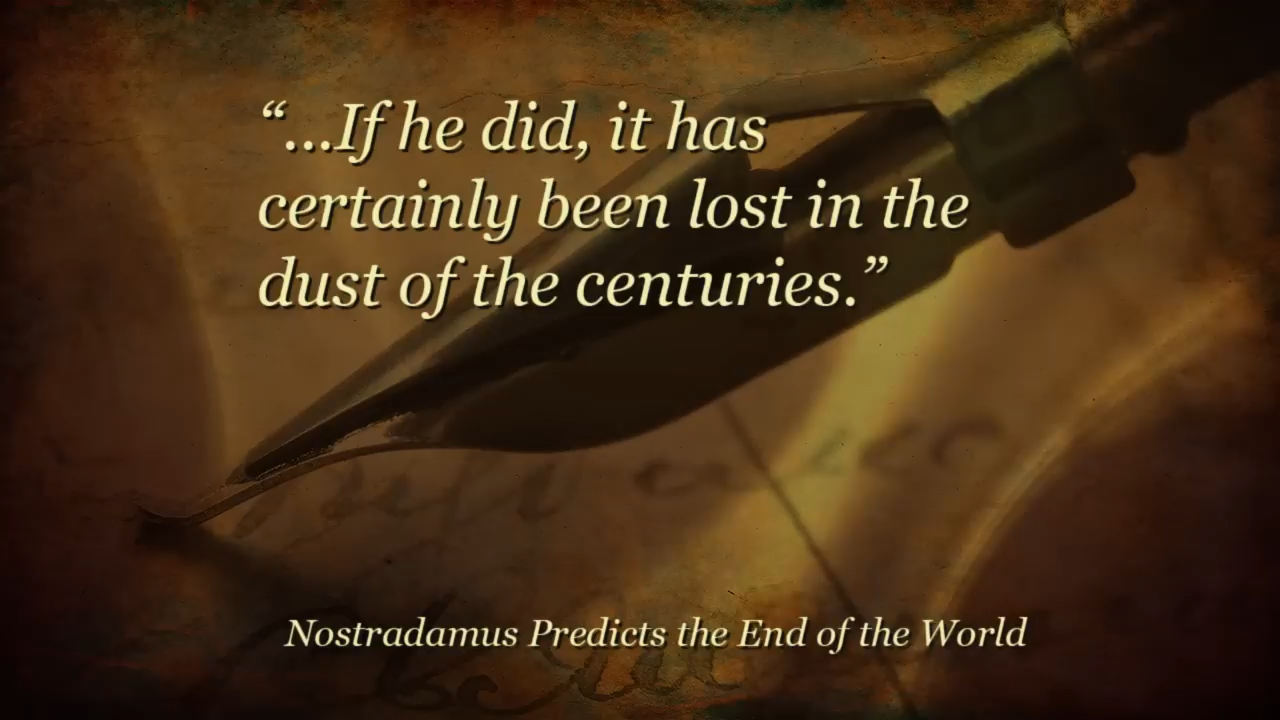 “...If he did, it has
certainly been lost in the
dust of the centuries.”
Nostradamus Predicts the End of the World